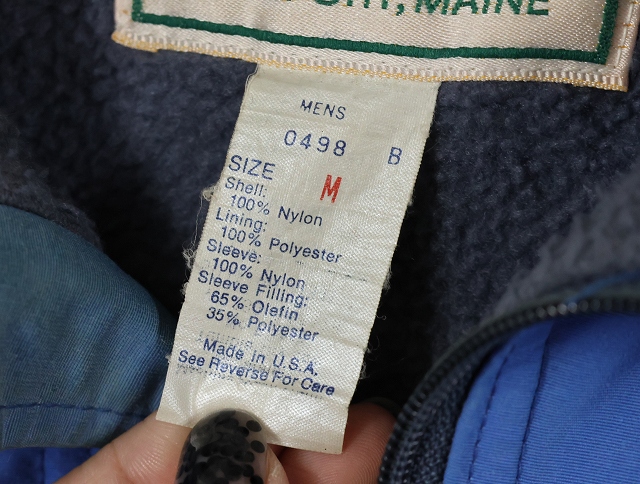 MAINE
MENS
0498 B
SIZE M
Shell:
100% Nylon
Lining:
100% Polyester
Sleeve:
100% Nylon
Sleeve Filling:
65% Olefin
35% Polyester
Made in U.S.A.
See Reverse For Care